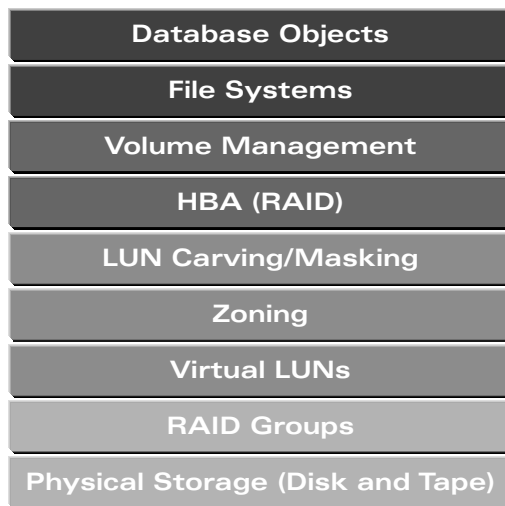 Database Objects
File Systems
Volume Management
HBA (RAID)
LUN Carving/Masking
Zoning
Virtual LUNs
RAID Groups
Physical Storage (Disk and Tape)